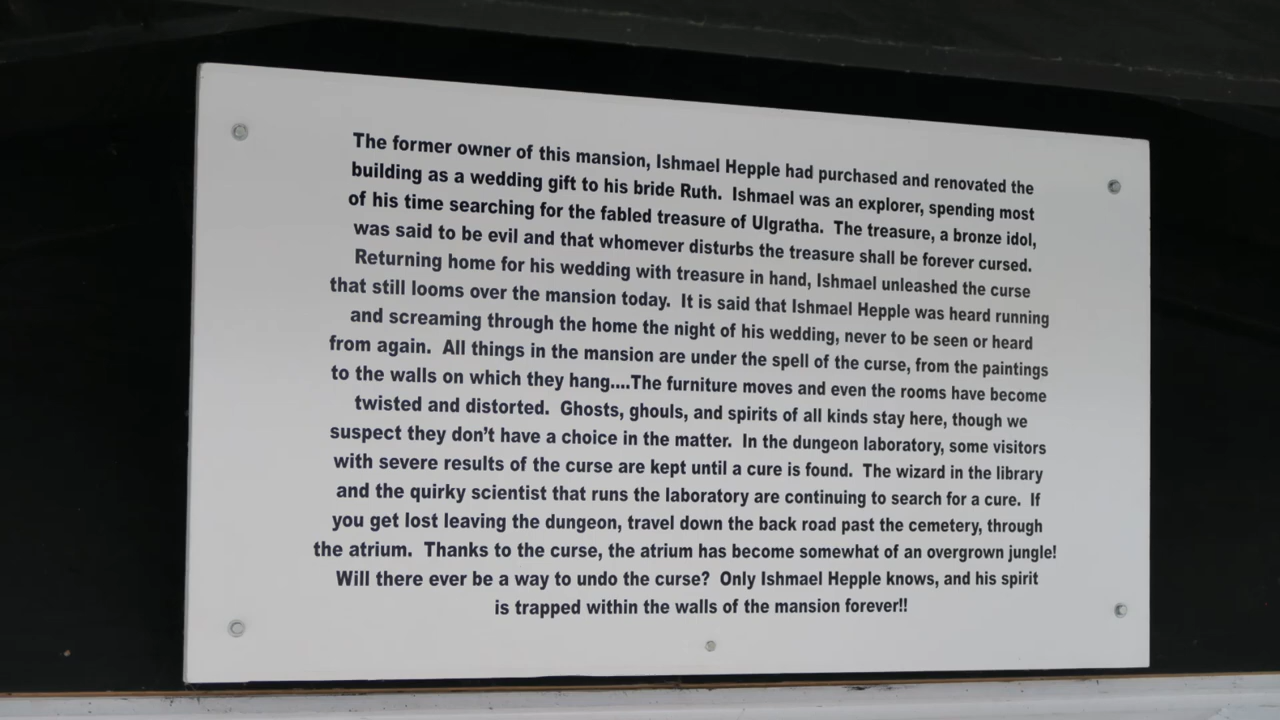 The former owner of this mansion, Ishmael Hepple had purchased and renovated the
building as a wedding gift to his bride Ruth.  Ishmael was an explorer, spending most
of his time searching for the fabled treasure of Ulgratha.  The treasure, a bronze idol,
was said to be evil and that whomever disturbs the treasure shall be forever cursed.
Returning home for his wedding with treasure in hand, Ishmael unleashed the curse
that still looms over the mansion today.  It is said that Ishmael Hepple was heard running
and screaming through the home the night of his wedding, never to be seen or heard
from again.  All things in the mansion are under the spell of the curse, from the paintings
to the walls on which they hang....The furniture moves and even the rooms have become
twisted and distorted.  Ghosts, ghouls, and spirits of all kinds stay here, though we
suspect they don’t have a choice in the matter.  In the dungeon laboratory, some visitors
with severe results of the curse are kept until a cure is found.  The wizard in the library
and the quirky scientist that runs the laboratory are continuing to search for a cure.  If
you get lost leaving the dungeon, travel down the back road past the cemetery, through
the atrium.  Thanks to the curse, the atrium has become somewhat of an overgrown jungle!
Will there ever be a way to undo the curse?  Only Ishmael Hepple knows, and his spirit
is trapped within the walls of the mansion forever!!